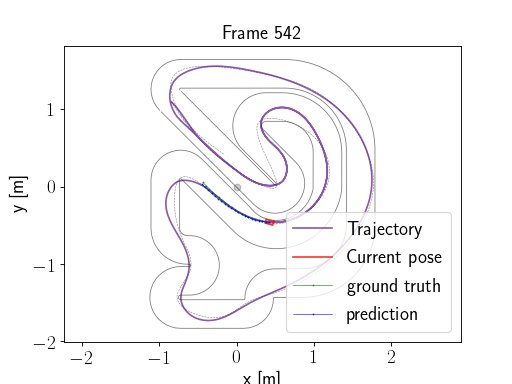 Frame 542
y [m]
1
0
−1
−2
Trajectory
Current pose
ground truth
prediction
−2 −1 0 1 2
x [m]